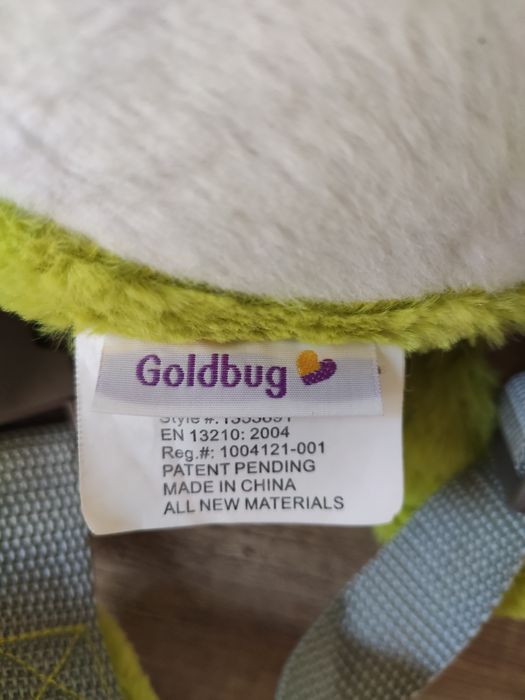 Goldbug
Style #:
EN 13210: 2004
Reg.#: 1004121-001
PATENT PENDING
MADE IN CHINA
ALL NEW MATERIALS